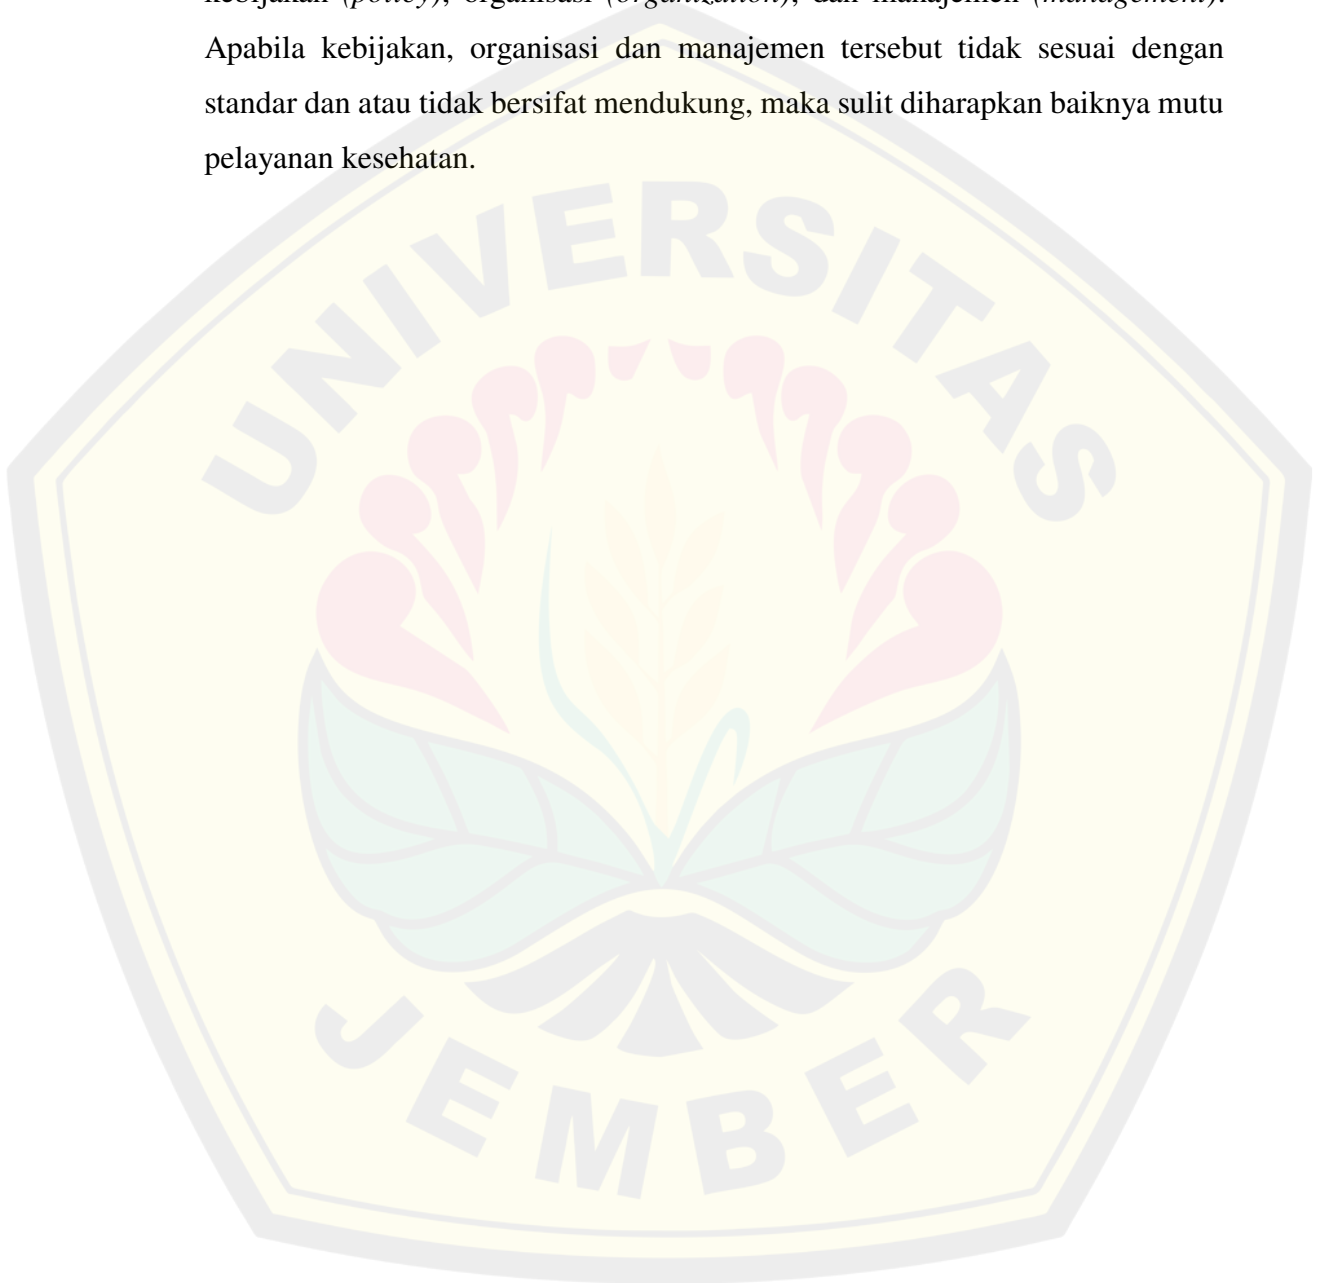 kebijakan (policy), organisasi (organization), dan manajemen (management).
Apabila kebijakan, organisasi dan manajemen tersebut tidak sesuai dengan
standar dan atau tidak bersifat mendukung, maka sulit diharapkan baiknya mutu
pelayanan kesehatan.
UNIVERSITAS
JEMBER